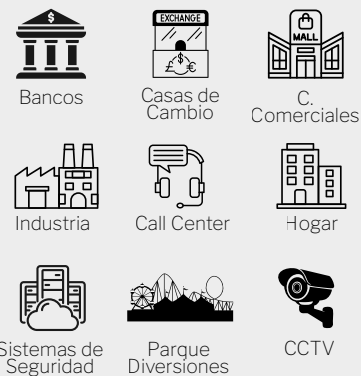 $
EXCHANGE
$
£ €
MALL
Bancos
Casas de
Cambio
C.
Comerciales
Industria
Call Center
Hogar
Sistemas de
Seguridad
Parque
Diversiones
CCTV